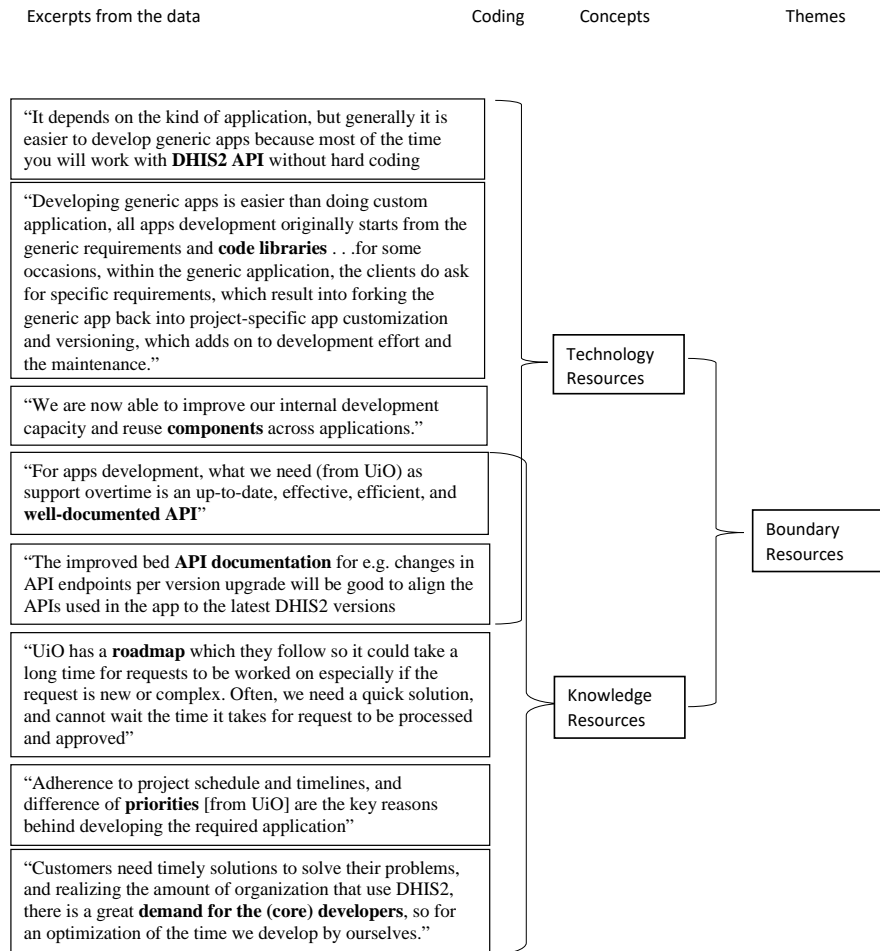 Excerpts from the data Coding Concepts Themes
“It depends on the kind of application, but generally it is
easier to develop generic apps because most of the time
you will work with DHIS2 API without hard coding
“Developing generic apps is easier than doing custom
application, all apps development originally starts from the
generic requirements and code libraries . . .for some
occasions, within the generic application, the clients do ask
for specific requirements, which result into forking the
generic app back into project-specific app customization
and versioning, which adds on to development effort and
the maintenance.”
“We are now able to improve our internal development
capacity and reuse components across applications.”
“For apps development, what we need (from UiO) as
support overtime is an up-to-date, effective, efficient, and
well-documented API”
“The improved bed API documentation for e.g. changes in
API endpoints per version upgrade will be good to align the
APIs used in the app to the latest DHIS2 versions
“UiO has a roadmap which they follow so it could take a
long time for requests to be worked on especially if the
request is new or complex. Often, we need a quick solution,
and cannot wait the time it takes for request to be processed
and approved”
“Adherence to project schedule and timelines, and
difference of priorities [from UiO] are the key reasons
behind developing the required application”
“Customers need timely solutions to solve their problems,
and realizing the amount of organization that use DHIS2,
there is a great demand for the (core) developers, so for
an optimization of the time we develop by ourselves.”
Technology
Resources
Knowledge
Resources
Boundary
Resources